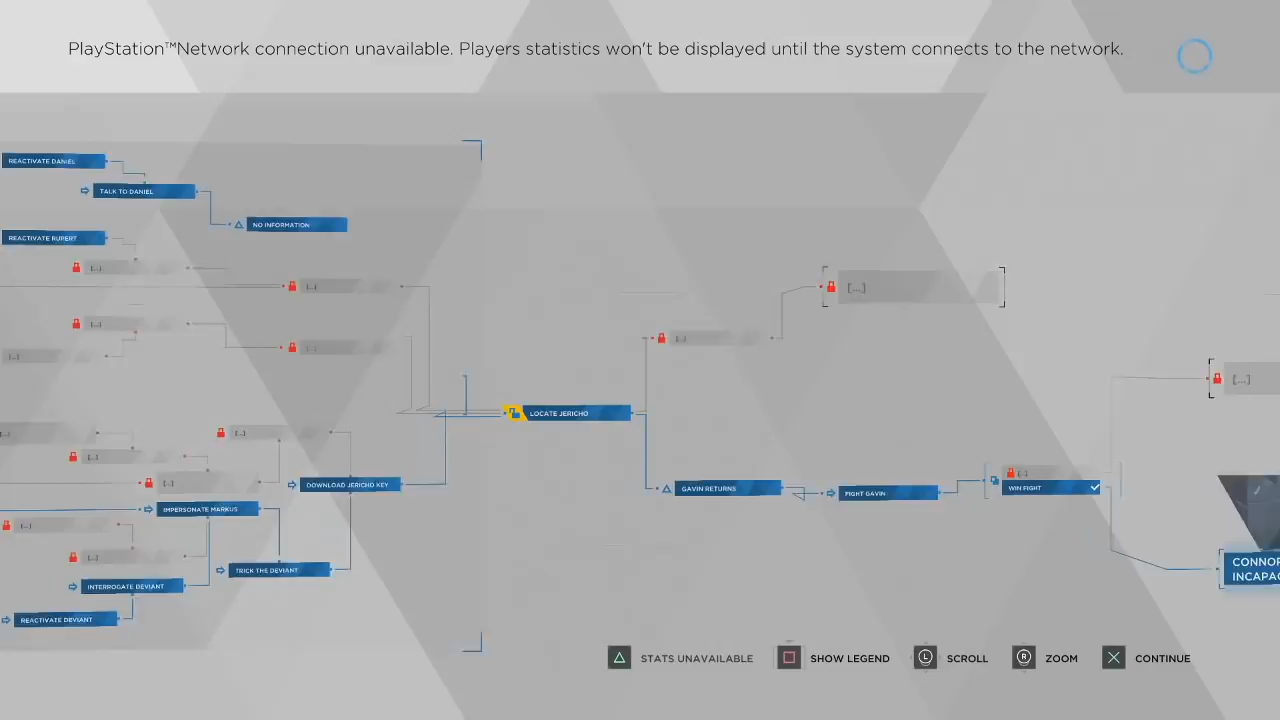 PlayStation™Network connection unavailable. Players statistics won't be displayed until the system connects to the network.
REACTIVATE DANIEL
TALK TO DANIEL
NO INFORMATION
REACTIVATE RUPERT
[...]
[...]
[...]
[...]
[...]
[...]
[...]
[...]
[...]
LOCATE JERICHO
[...]
[...]
[...]
DOWNLOAD JERICHO KEY
GAVIN RETURNS
FIGHT GAVIN
[...]
WIN FIGHT
IMPERSONATE MARKUS
[...]
[...]
TRICK THE DEVIANT
INTERROGATE DEVIANT
REACTIVATE DEVIANT
CONNOR
INCAPAC
STATS UNAVAILABLE
SHOW LEGEND
L
SCROLL
R
ZOOM
CONTINUE